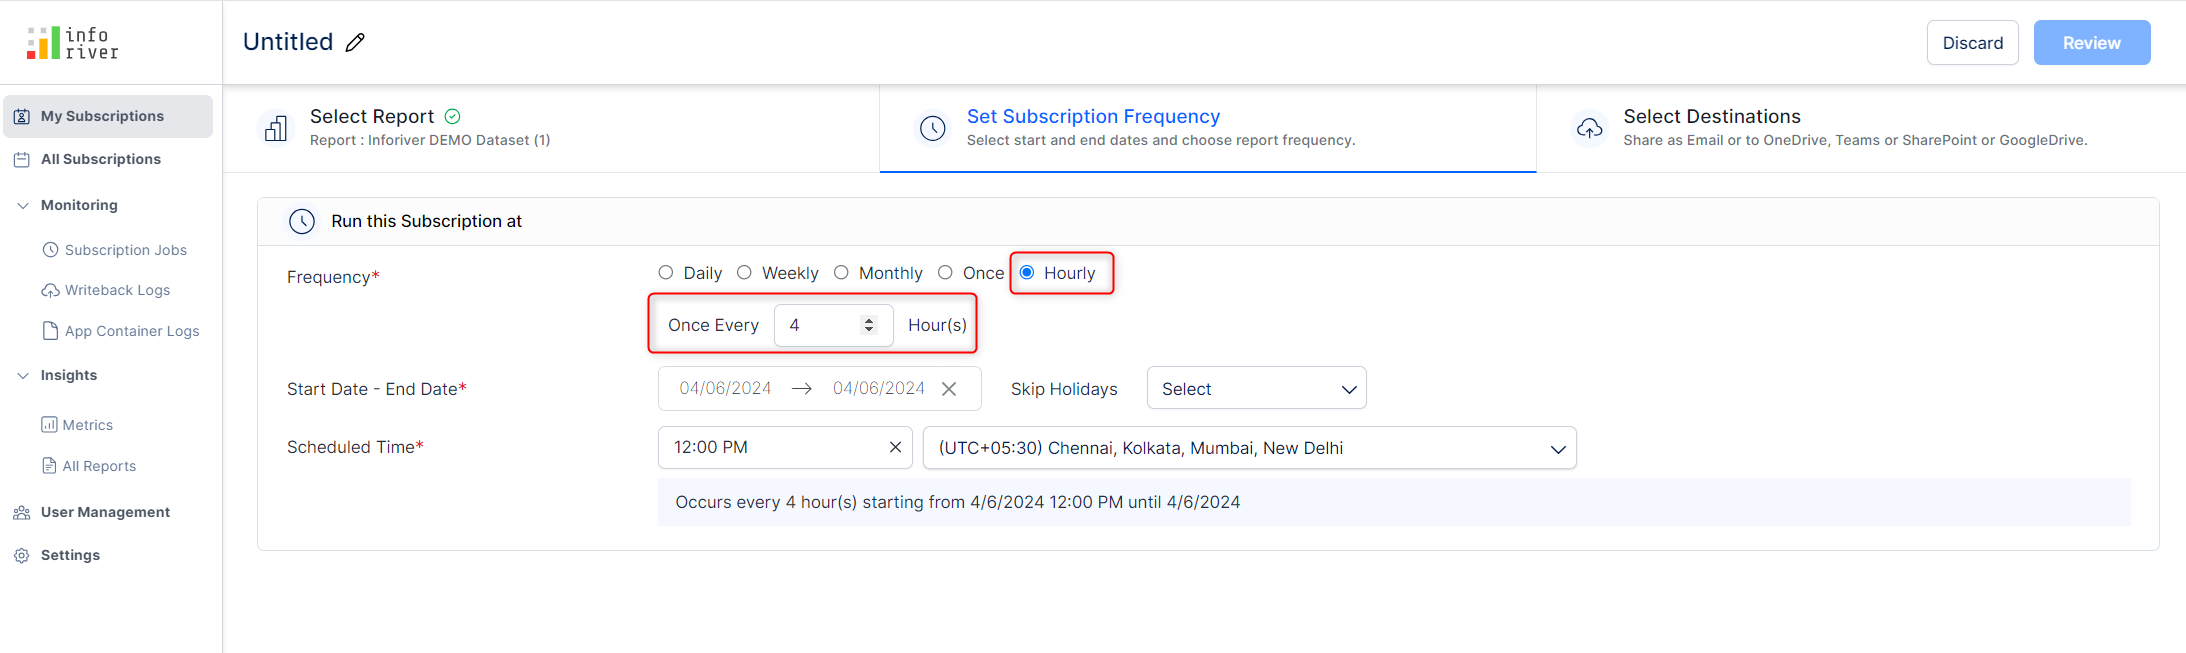 info
river
Untitled
Discard
Review
My Subscriptions
All Subscriptions
Monitoring
Subscription Jobs
Writeback Logs
App Container Logs
Insights
Metrics
All Reports
User Management
Settings
Select Report
Report : Inforiver DEMO Dataset (1)
Set Subscription Frequency
Select start and end dates and choose report frequency.
Select Destinations
Share as Email or to OneDrive, Teams or SharePoint or GoogleDrive.
Run this Subscription at
Frequency* Daily Weekly Monthly Once Hourly
Once Every 4 Hour(s)
Start Date - End Date* 04/06/2024 → 04/06/2024 Skip Holidays Select
Scheduled Time* 12:00 PM (UTC+05:30) Chennai, Kolkata, Mumbai, New Delhi
Occurs every 4 hour(s) starting from 4/6/2024 12:00 PM until 4/6/2024